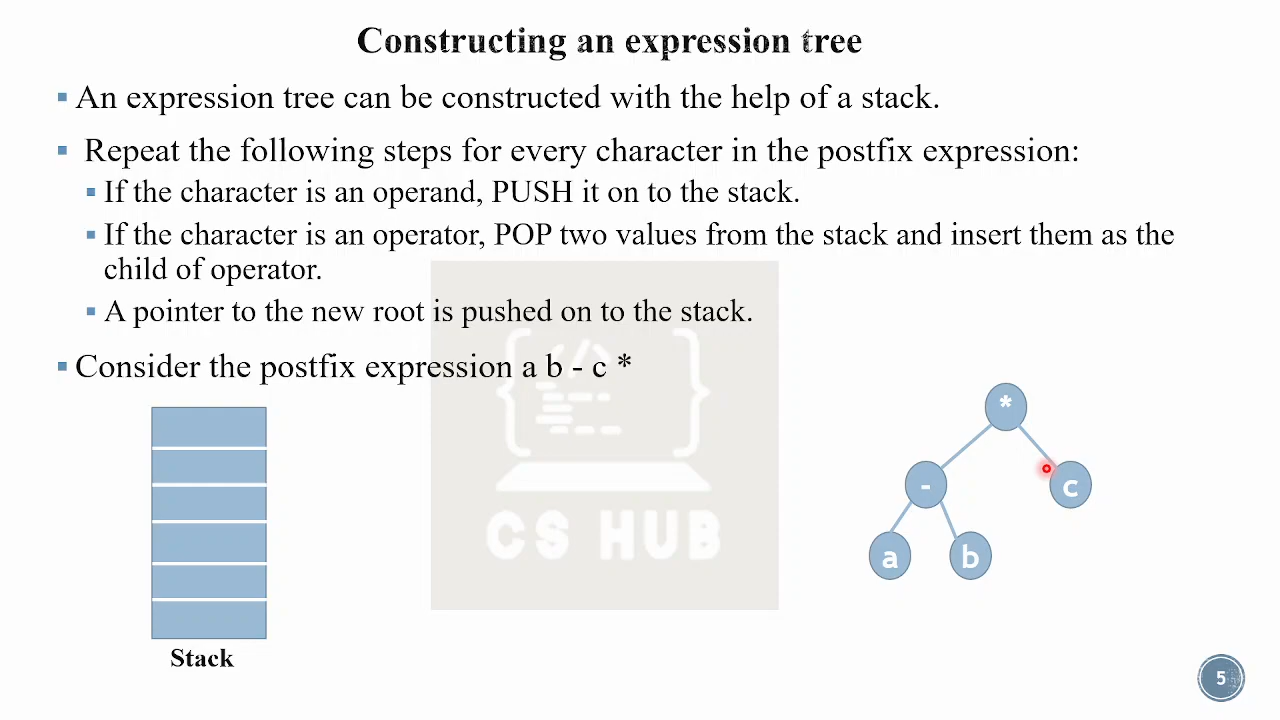 Constructing an expression tree
▪ An expression tree can be constructed with the help of a stack.
▪ Repeat the following steps for every character in the postfix expression:
▪ If the character is an operand, PUSH it on to the stack.
▪ If the character is an operator, POP two values from the stack and insert them as the
child of operator.
▪ A pointer to the new root is pushed on to the stack.
▪ Consider the postfix expression a b - c *
*
- c
a b
</>
CS HUB
Stack
5